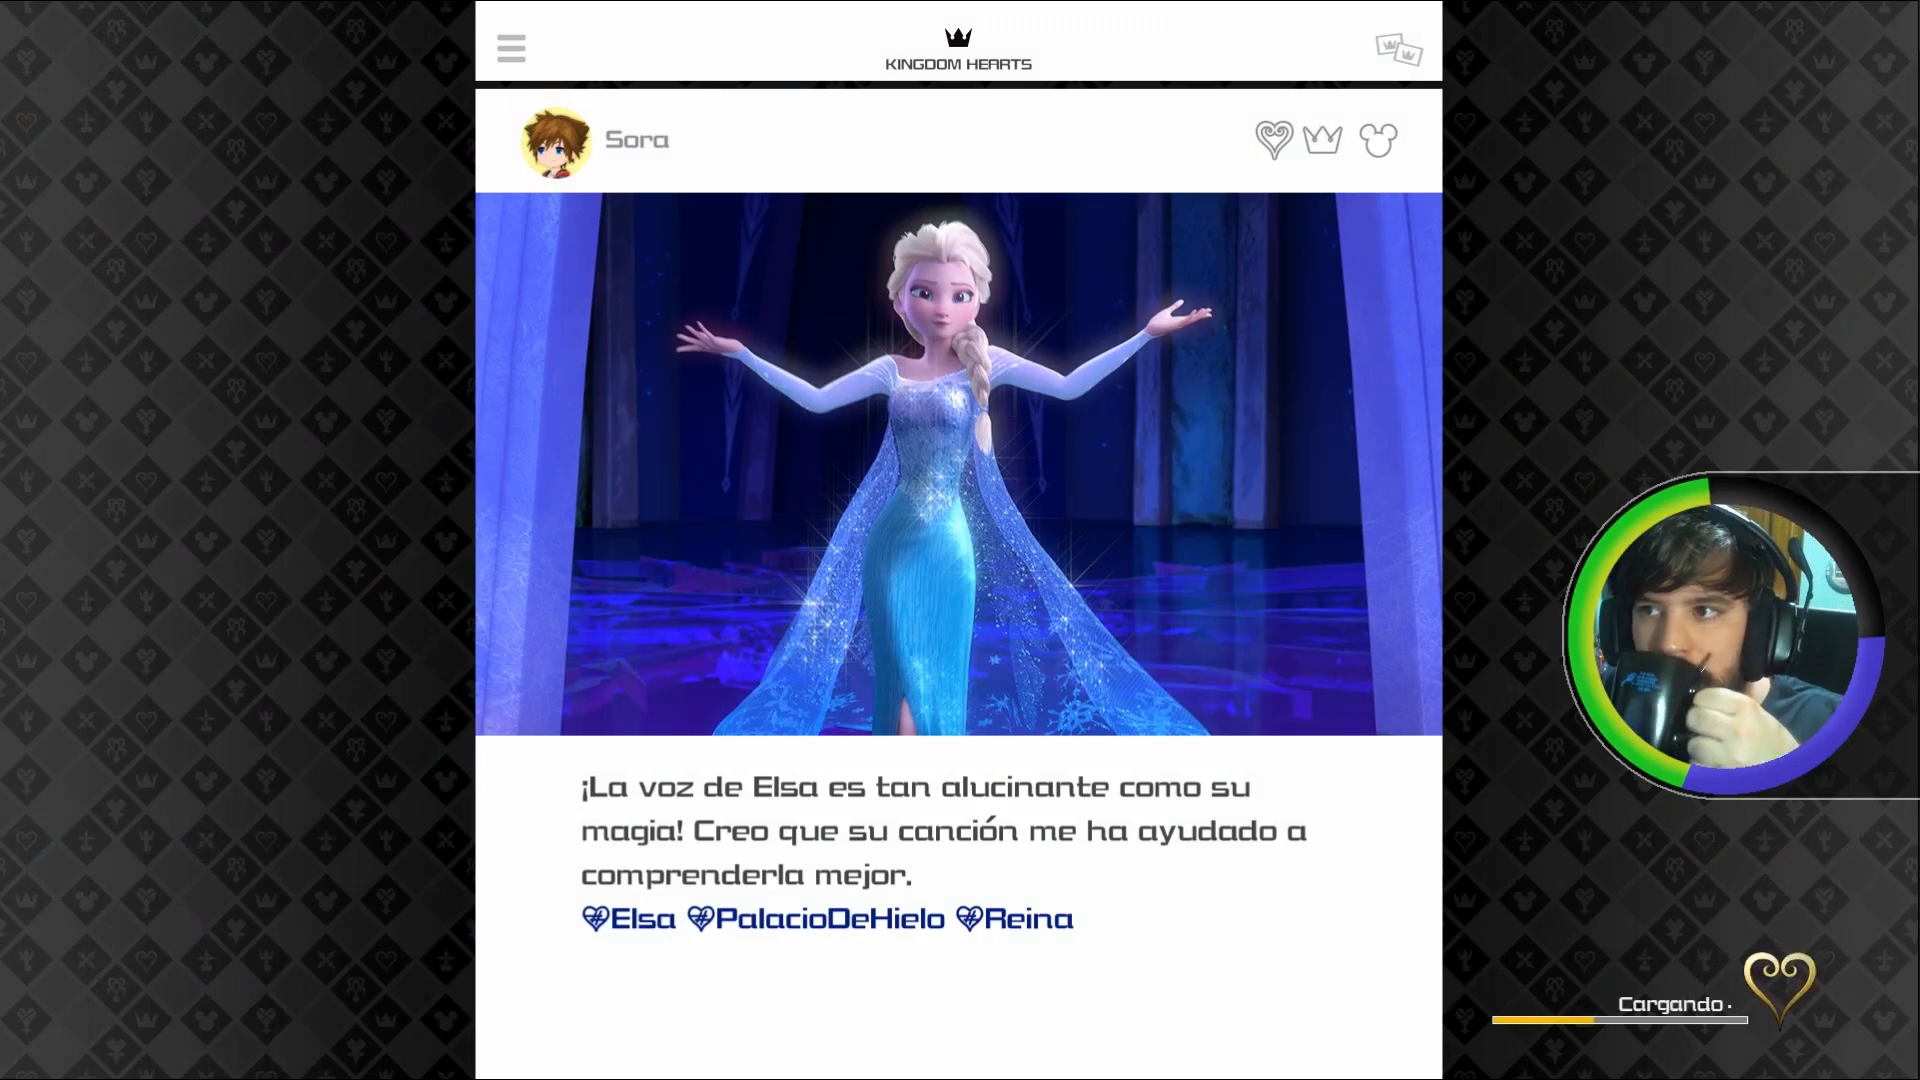 KINGDOM HEARTS
Sora
¡La voz de Elsa es tan alucinante como su
magia! Creo que su canción me ha ayudado a
comprenderla mejor.
#Elsa #PalacioDeHielo #Reina
Cargando.